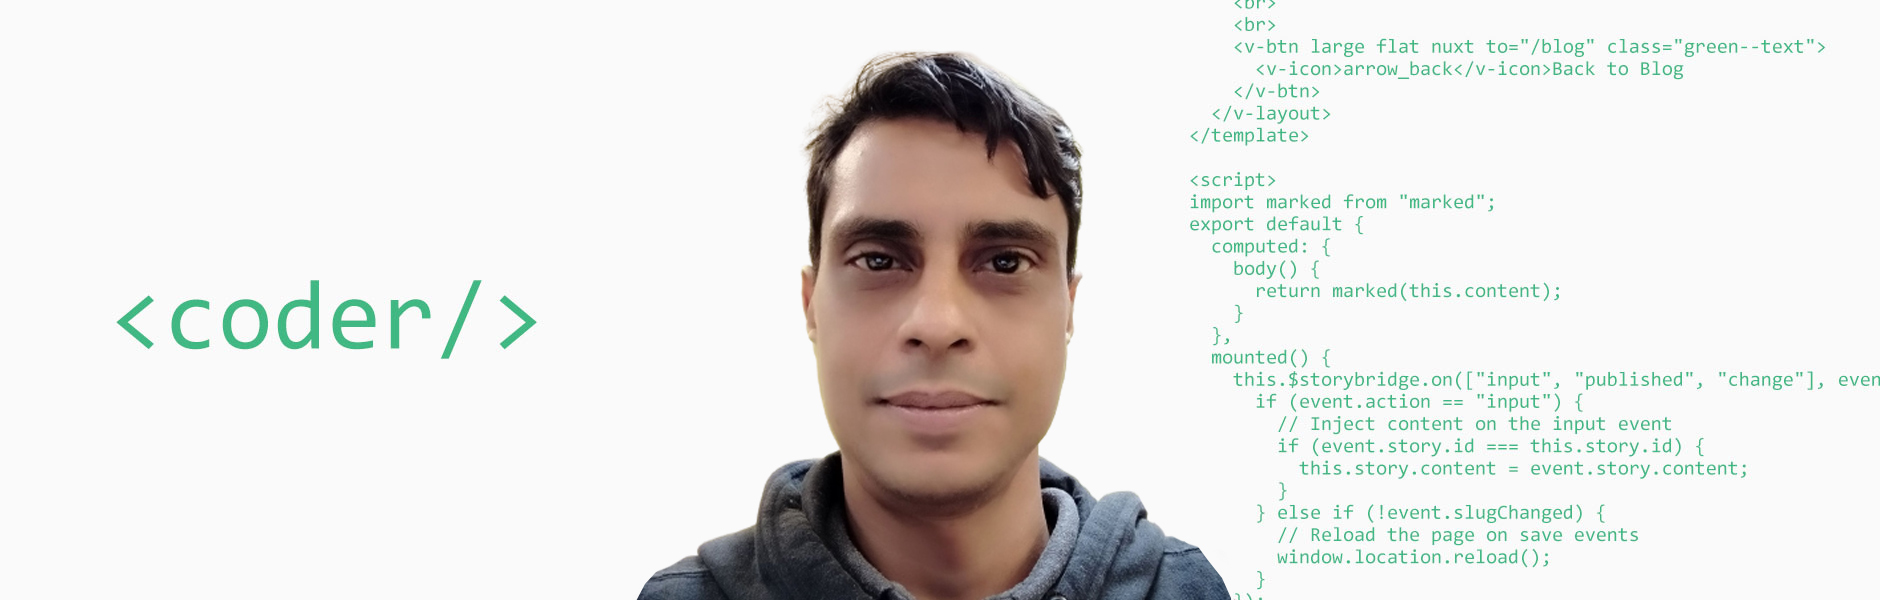 <coder/>
<br>
<br>
<v-btn large flat nuxt to="/blog" class="green--text">
<v-icon>arrow_back</v-icon>Back to Blog
</v-btn>
</v-layout>
</template>
<script>
import marked from "marked";
export default {
computed: {
body() {
return marked(this.content);
}
},
mounted() {
this.$storybridge.on(["input", "published", "change"], even
if (event.action == "input") {
// Inject content on the input event
if (event.story.id === this.story.id) {
this.story.content = event.story.content;
}
} else if (!event.slugChanged) {
// Reload the page on save events
window.location.reload();
}
});